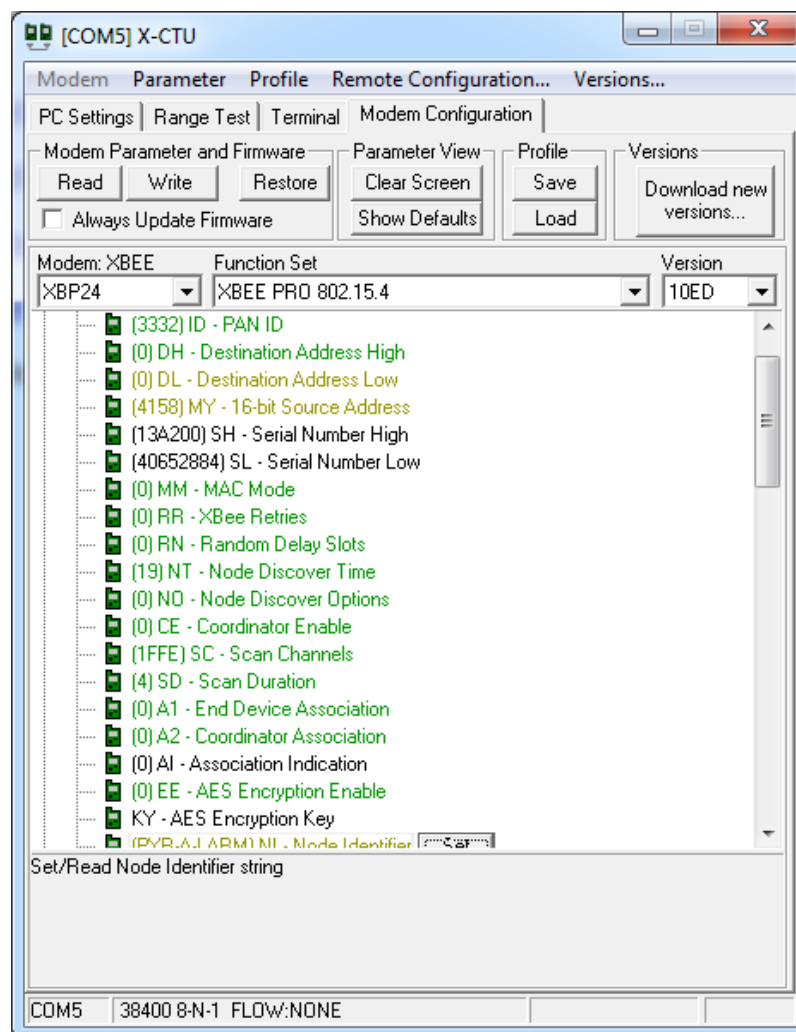 [COM5] X-CTU
Modem Parameter Profile Remote Configuration... Versions...
PC Settings Range Test Terminal Modem Configuration
Modem Parameter and Firmware Parameter View Profile Versions
Read Write Restore Clear Screen Save Download new versions...
Always Update Firmware Show Defaults Load
Modem: XBEE Function Set Version
XBP24 XBEE PRO 802.15.4 10ED
(3332) ID - PAN ID
(0) DH - Destination Address High
(0) DL - Destination Address Low
(4158) MY - 16-bit Source Address
(13A200) SH - Serial Number High
(40652884) SL - Serial Number Low
(0) MM - MAC Mode
(0) RR - XBee Retries
(0) RN - Random Delay Slots
(19) NT - Node Discover Time
(0) NO - Node Discover Options
(0) CE - Coordinator Enable
(1FFE) SC - Scan Channels
(4) SD - Scan Duration
(0) A1 - End Device Association
(0) A2 - Coordinator Association
(0) AI - Association Indication
(0) EE - AES Encryption Enable
KY - AES Encryption Key
NI - Node Identifier Set
Set/Read Node Identifier string
COM5 38400 8-N-1 FLOW:NONE